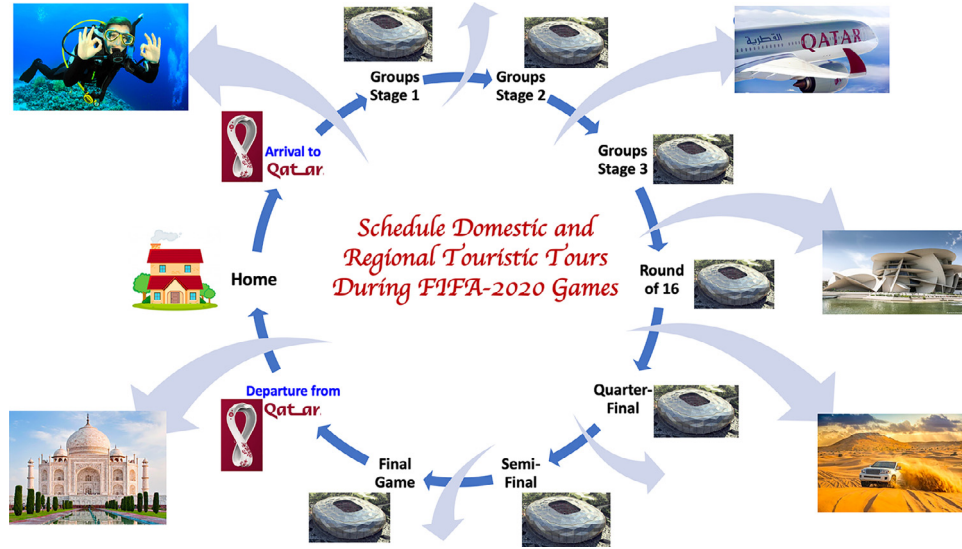 Groups
Stage 1
Groups
Stage 2
القطرية
QATAR
Arrival to
Qatar
Groups
Stage 3
Schedule Domestic and
Regional Touristic Tours
During FIFA-2020 Games
Home
Round
of 16
Departure from
Qatar
Quarter-
Final
Final
Game
Semi-
Final